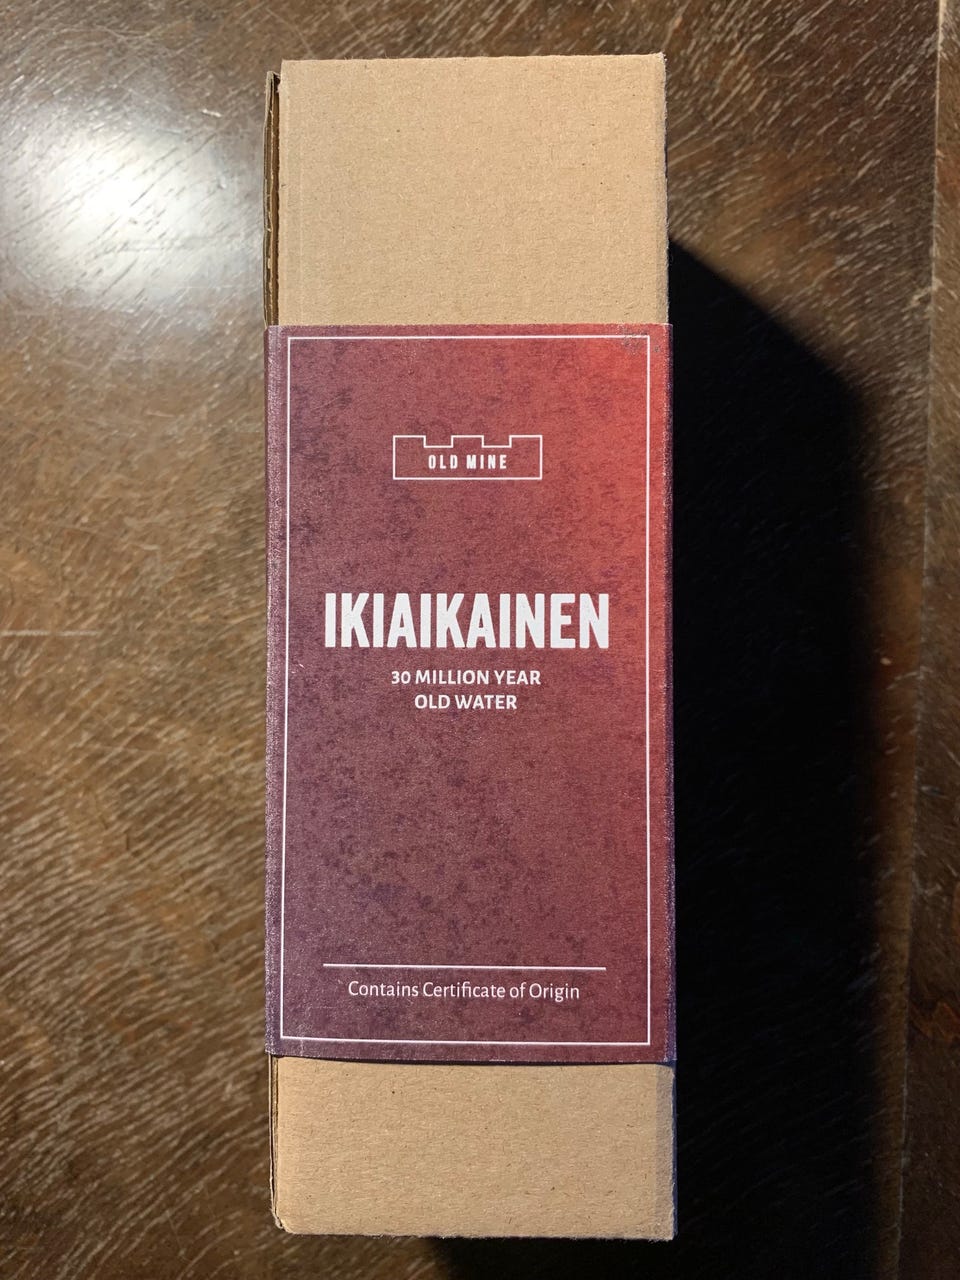 OLD MINE
IKIAIKAINEN
30 MILLION YEAR
OLD WATER
Contains Certificate of Origin